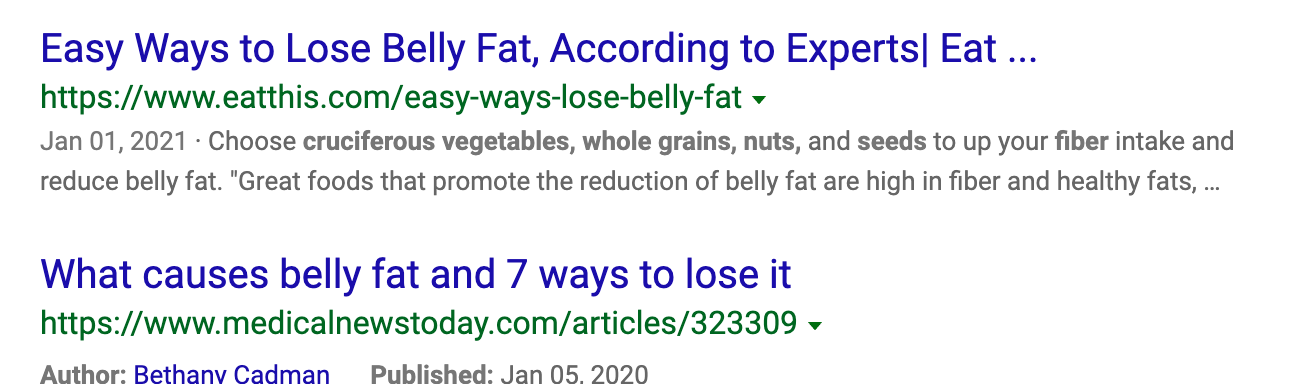 Easy Ways to Lose Belly Fat, According to Experts| Eat ...
https://www.eatthis.com/easy-ways-lose-belly-fat
Jan 01, 2021 · Choose cruciferous vegetables, whole grains, nuts, and seeds to up your fiber intake and
reduce belly fat. "Great foods that promote the reduction of belly fat are high in fiber and healthy fats, ...
What causes belly fat and 7 ways to lose it
https://www.medicalnewstoday.com/articles/323309
Author: Bethany Cadman Published: Jan 05, 2020